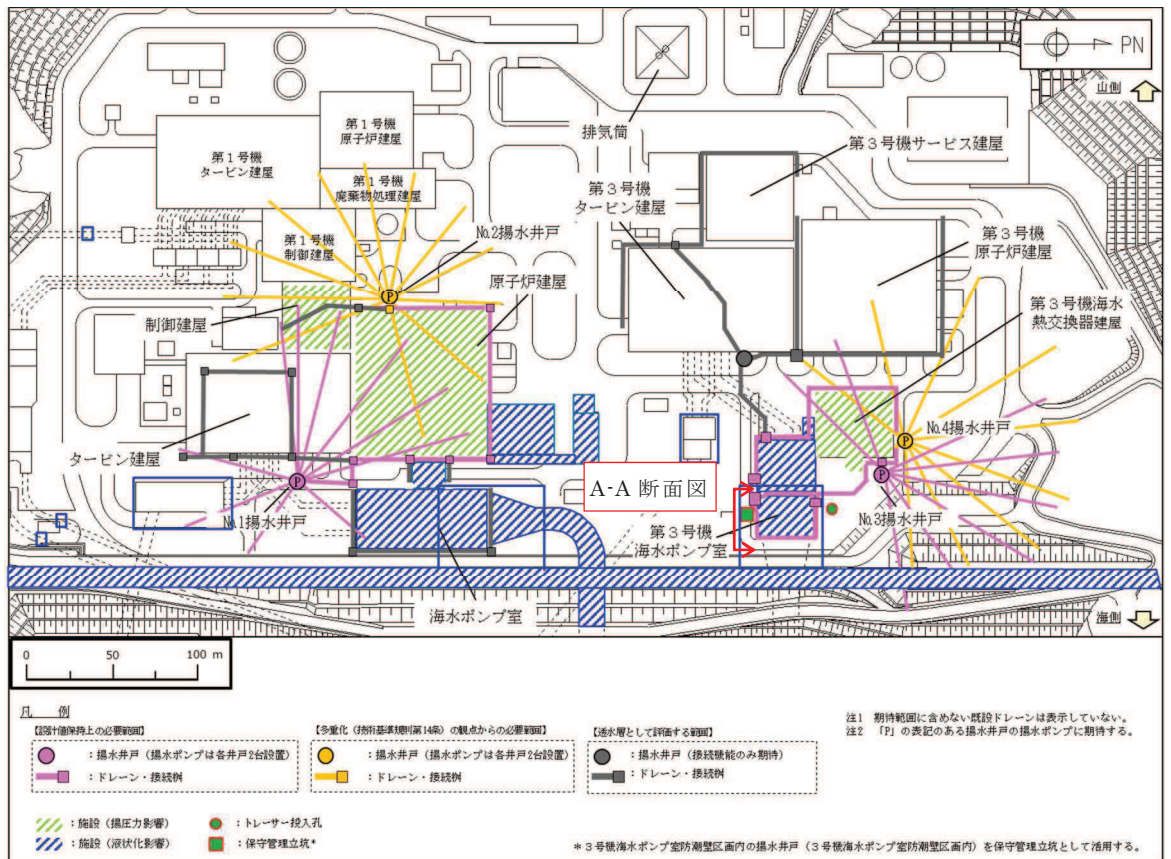 PN
山側
第1号機
原子炉建屋
第1号機
タービン建屋
排気筒
第3号機サービス建屋
第1号機
廃棄物処理建屋
第3号機
タービン建屋
第1号機
制御建屋
No.2揚水井戸
原子炉建屋
第3号機
原子炉建屋
第3号機海水
熱交換器建屋
制御建屋
No.4揚水井戸
タービン建屋
P
P
P
P
A-A 断面図
No.1揚水井戸
No.3揚水井戸
第3号機
海水ポンプ室
海水ポンプ室
海側
0 50 100 m
凡 例
【設計値保持上の必要範囲】
:揚水井戸(揚水ポンプは各井戸2台設置)
:ドレーン・接続桝
【多重化(技術基準規則第14条)の観点からの必要範囲】
:揚水井戸(揚水ポンプは各井戸2台設置)
:ドレーン・接続桝
【透水層として評価する範囲】
:揚水井戸(接続機能のみ期待)
:ドレーン・接続桝
注1 期待範囲に含めない既設ドレーンは表示していない。
注2 「P」の表記のある揚水井戸の揚水ポンプに期待する。
:施設(揚圧力影響)
:施設(液状化影響)
:トレーサー投入孔
:保守管理立坑*
*3号機海水ポンプ室防潮壁区画内の揚水井戸(3号機海水ポンプ室防潮壁区画内)を保守管理立坑として活用する。